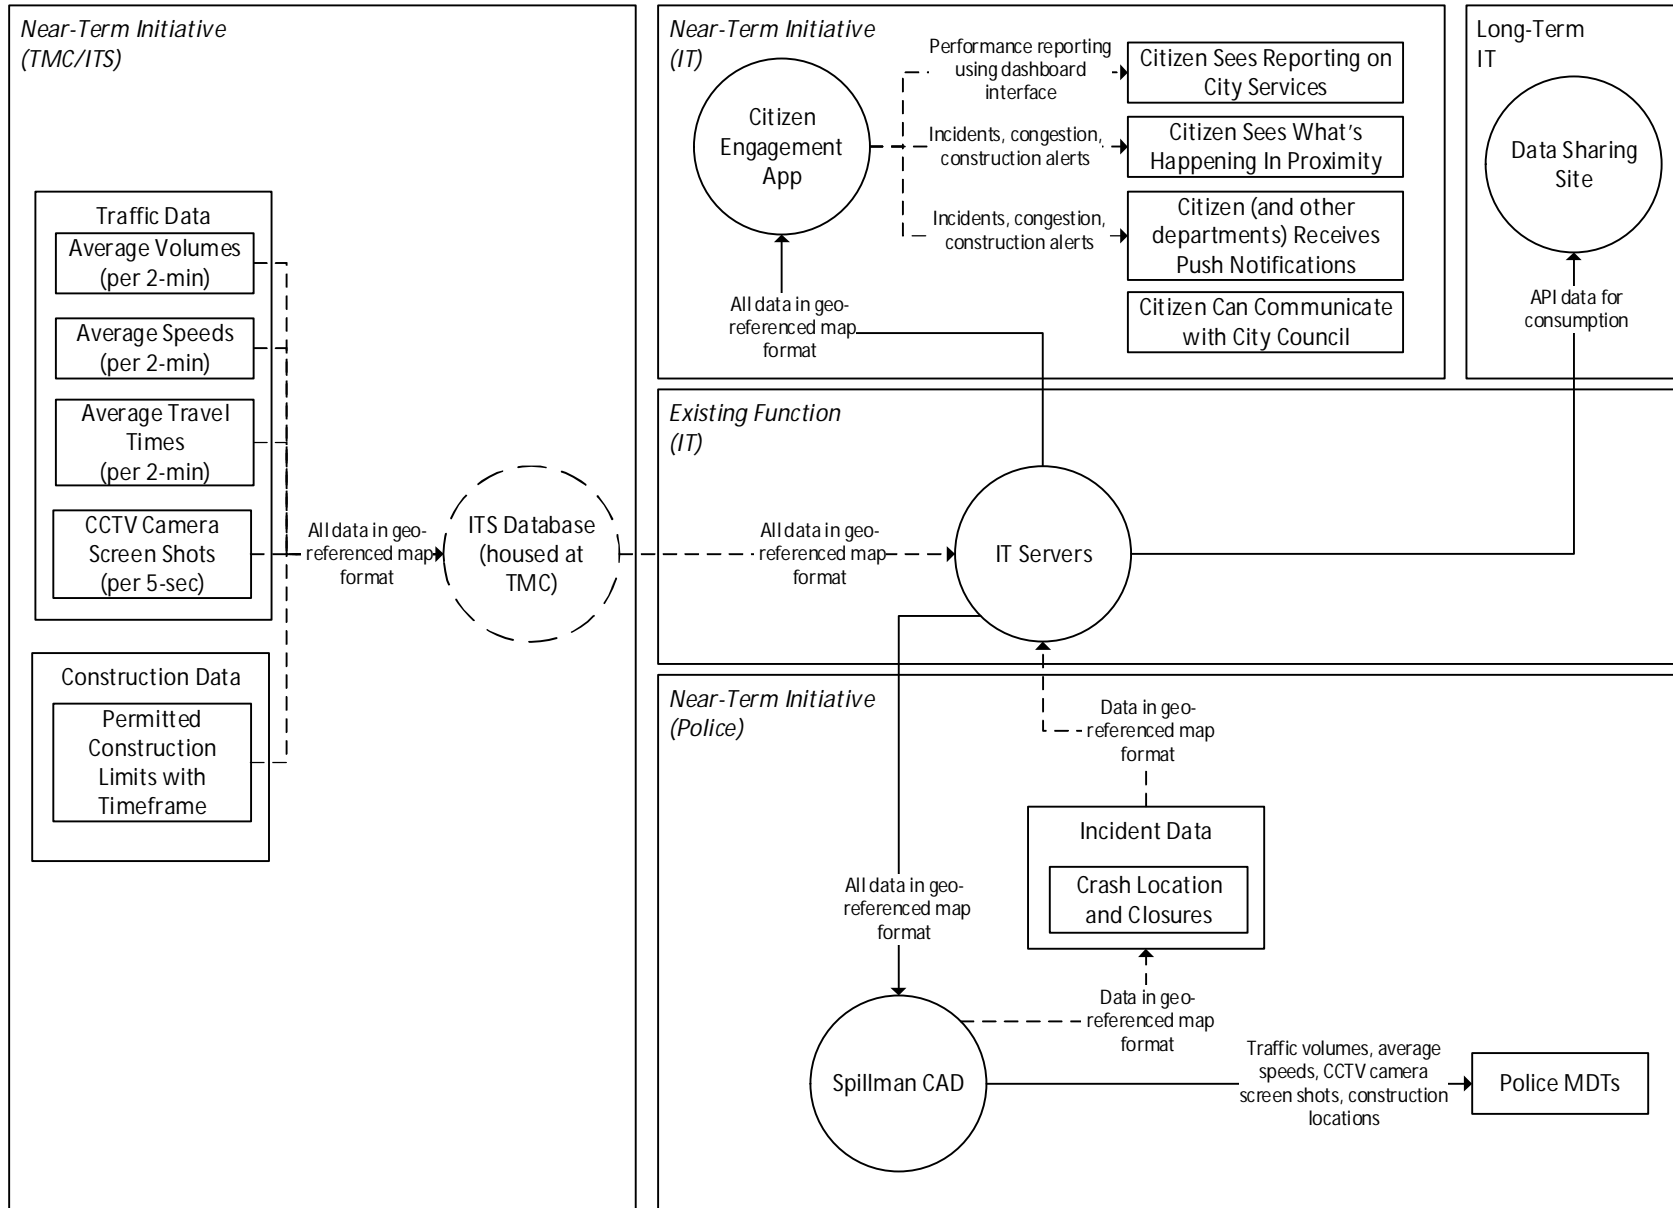 Near-Term Initiative
(TMC/ITS)
Traffic Data
Average Volumes
(per 2-min)
Average Speeds
(per 2-min)
Average Travel
Times
(per 2-min)
CCTV Camera
Screen Shots
(per 5-sec)
Construction Data
Permitted
Construction
Limits with
Timeframe
All data in geo-
referenced map
format
ITS Database
(housed at
TMC)
Near-Term Initiative
(IT)
Citizen
Engagement
App
Performance reporting
using dashboard
interface
Citizen Sees Reporting on
City Services
Incidents, congestion,
construction alerts
Citizen Sees What's
Happening In Proximity
Incidents, congestion,
construction alerts
Citizen (and other
departments) Receives
Push Notifications
Citizen Can Communicate
with City Council
All data in geo-
referenced map
format
Long-Term
IT
Data Sharing
Site
API data for
consumption
Existing Function
(IT)
All data in geo-
referenced map
format
IT Servers
Near-Term Initiative
(Police)
Data in geo-
referenced map
format
Incident Data
Crash Location
and Closures
All data in geo-
referenced map
format
Data in geo-
referenced map
format
Spillman CAD
Traffic volumes, average
speeds, CCTV camera
screen shots, construction
locations
Police MDTs